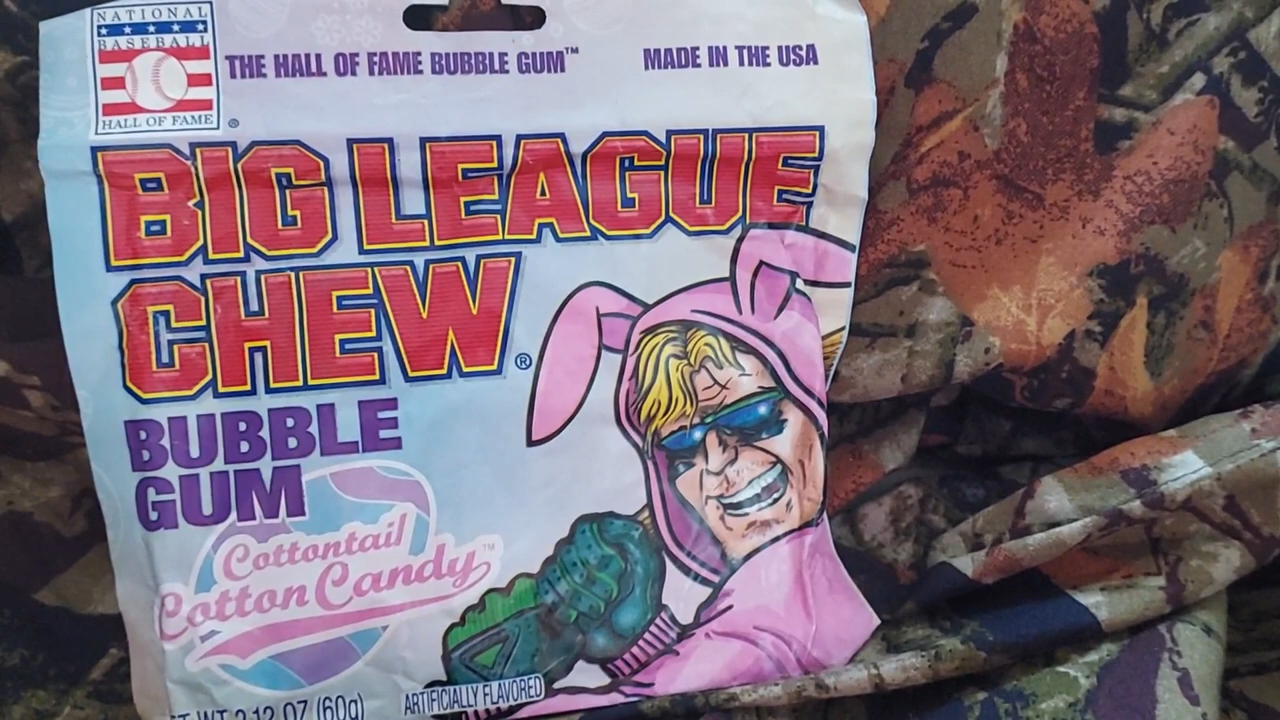 NATIONAL
BASEBALL
HALL OF FAME
®
THE HALL OF FAME BUBBLE GUM™
MADE IN THE USA
BIG LEAGUE
CHEW®
BUBBLE
GUM
Cottontail
Cotton Candy™
WT 2.12 OZ (60g)
ARTIFICIALLY FLAVORED